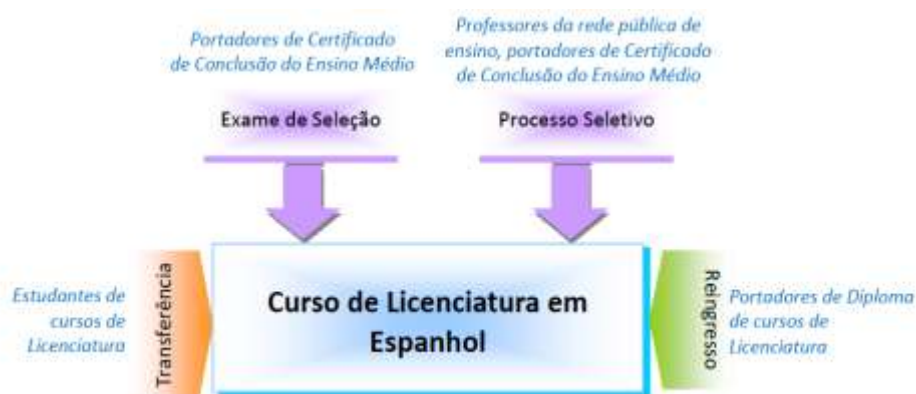 Portadores de Certificado
de Conclusão do Ensino Médio
Exame de Seleção
Professores da rede pública de
ensino, portadores de Certificado
de Conclusão do Ensino Médio
Processo Seletivo
Estudantes de
cursos de
Licenciatura
Transferência
Curso de Licenciatura em
Espanhol
Reingresso
Portadores de Diploma
de cursos de
Licenciatura